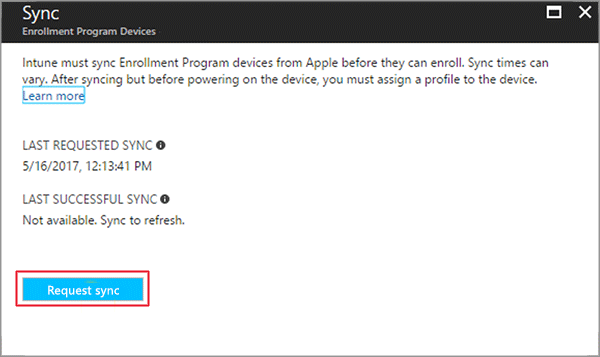 Sync
Enrollment Program Devices
Intune must sync Enrollment Program devices from Apple before they can enroll. Sync times can
vary. After syncing but before powering on the device, you must assign a profile to the device.
Learn more
LAST REQUESTED SYNC
5/16/2017, 12:13:41 PM
LAST SUCCESSFUL SYNC
Not available. Sync to refresh.
Request sync